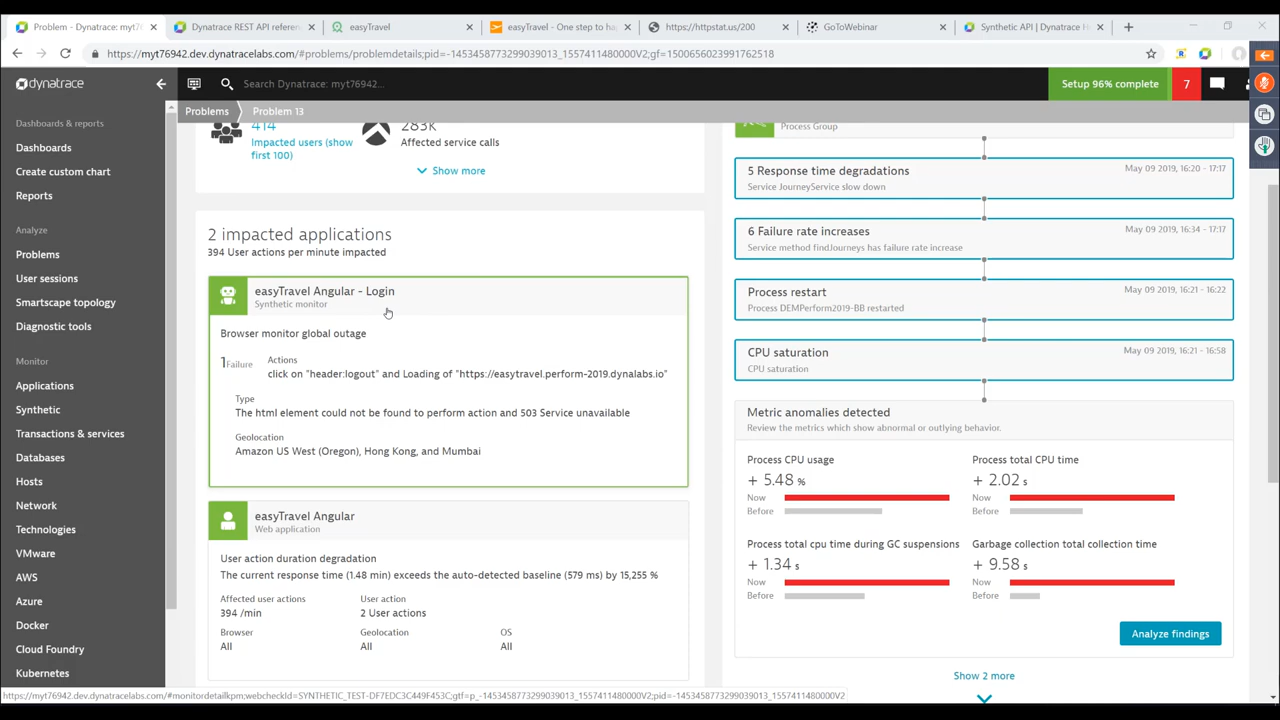 Problem - Dynatrace: my7
Dynatrace REST API referen
easyTravel
easyTravel - One step to ha
https://httpstat.us/200
GoToWebinar
Synthetic API | Dynatrace H
https://myt76942.dev.dynatracelabs.com/#problems/problemdetails;pid=-1453458773299039013_1557411480000V2;gf=1500656023991762518
dynatrace
Search Dynatrace: myt76942...
Setup 96% complete
7
Problems
Problem 13
Dashboards & reports
Dashboards
Create custom chart
Reports
Analyze
Problems
User sessions
Smartscape topology
Diagnostic tools
Monitor
Applications
Synthetic
Transactions & services
Databases
Hosts
Network
Technologies
VMware
AWS
Azure
Docker
Cloud Foundry
Kubernetes
414
Impacted users (show
first 100)
283k
Affected service calls
Show more
2 impacted applications
394 User actions per minute impacted
easyTravel Angular - Login
Synthetic monitor
Browser monitor global outage
1 Failure
Actions
click on "header:logout" and Loading of "https://easytravel.perform-2019.dynalabs.io"
Type
The html element could not be found to perform action and 503 Service unavailable
Geolocation
Amazon US West (Oregon), Hong Kong, and Mumbai
easyTravel Angular
Web application
User action duration degradation
The current response time (1.48 min) exceeds the auto-detected baseline (579 ms) by 15,255 %
Affected user actions
394 /min
User action
2 User actions
Browser
All
Geolocation
All
OS
All
Process Group
5 Response time degradations
May 09 2019, 16:20 - 17:17
Service JourneyService slow down
6 Failure rate increases
May 09 2019, 16:34 - 17:17
Service method findJourneys has failure rate increase
Process restart
May 09 2019, 16:21 - 16:22
Process DEMPerform2019-BB restarted
CPU saturation
May 09 2019, 16:21 - 16:58
CPU saturation
Metric anomalies detected
Review the metrics which show abnormal or outlying behavior.
Process CPU usage
+ 5.48 %
Now
Before
Process total CPU time
+ 2.02 s
Now
Before
Process total cpu time during GC suspensions
+ 1.34 s
Now
Before
Garbage collection total collection time
+ 9.58 s
Now
Before
Analyze findings
Show 2 more
https://myt76942.dev.dynatracelabs.com/#monitordetailkpm;webcheckId=SYNTHETIC_TEST-DF7EDC3C449F453C;gtf=p_-1453458773299039013_1557411480000V2;pid=-1453458773299039013_1557411480000V2